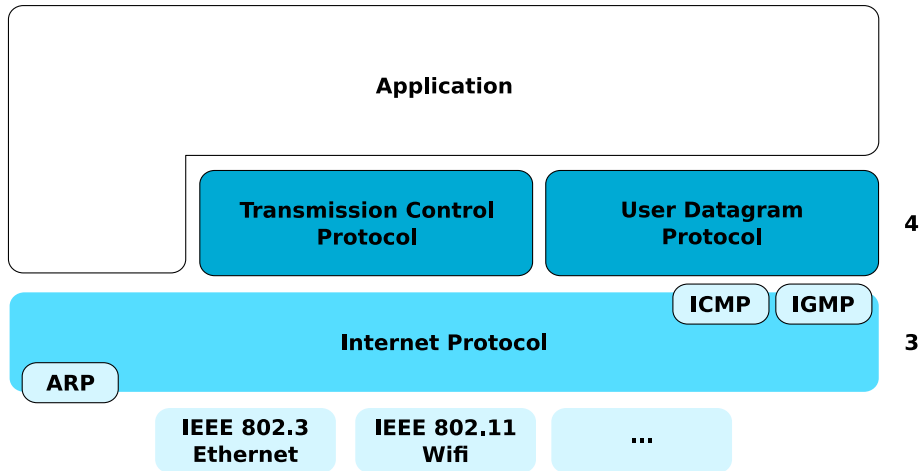 Application
Transmission Control
Protocol
User Datagram
Protocol
4
ICMP
IGMP
Internet Protocol
3
ARP
IEEE 802.3
Ethernet
IEEE 802.11
Wifi
...